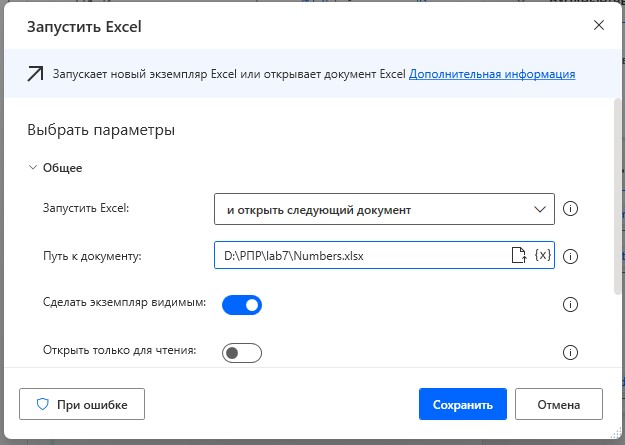 Запустить Excel
Запускает новый экземпляр Excel или открывает документ Excel Дополнительная информация
Выбрать параметры
Общее
Запустить Excel: и открыть следующий документ
Путь к документу: D:\РПР\lab7\Numbers.xlsx {x}
Сделать экземпляр видимым:
Открыть только для чтения:
При ошибке Сохранить Отмена